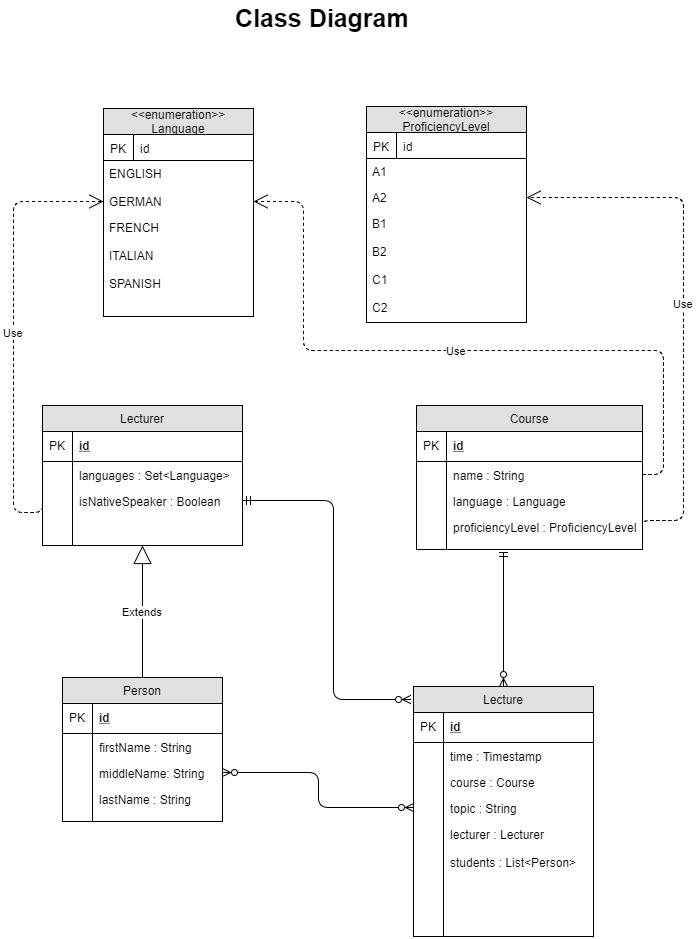 Class Diagram
<<enumeration>>
Language
PK id
ENGLISH
GERMAN
FRENCH
ITALIAN
SPANISH
<<enumeration>>
ProficiencyLevel
PK id
A1
A2
B1
B2
C1
C2
Use
Use
Use
Lecturer
PK id
languages : Set<Language>
isNativeSpeaker : Boolean
Course
PK id
name : String
language : Language
proficiencyLevel : ProficiencyLevel
Extends
Person
PK id
firstName : String
middleName: String
lastName : String
Lecture
PK id
time : Timestamp
course : Course
topic : String
lecturer : Lecturer
students : List<Person>